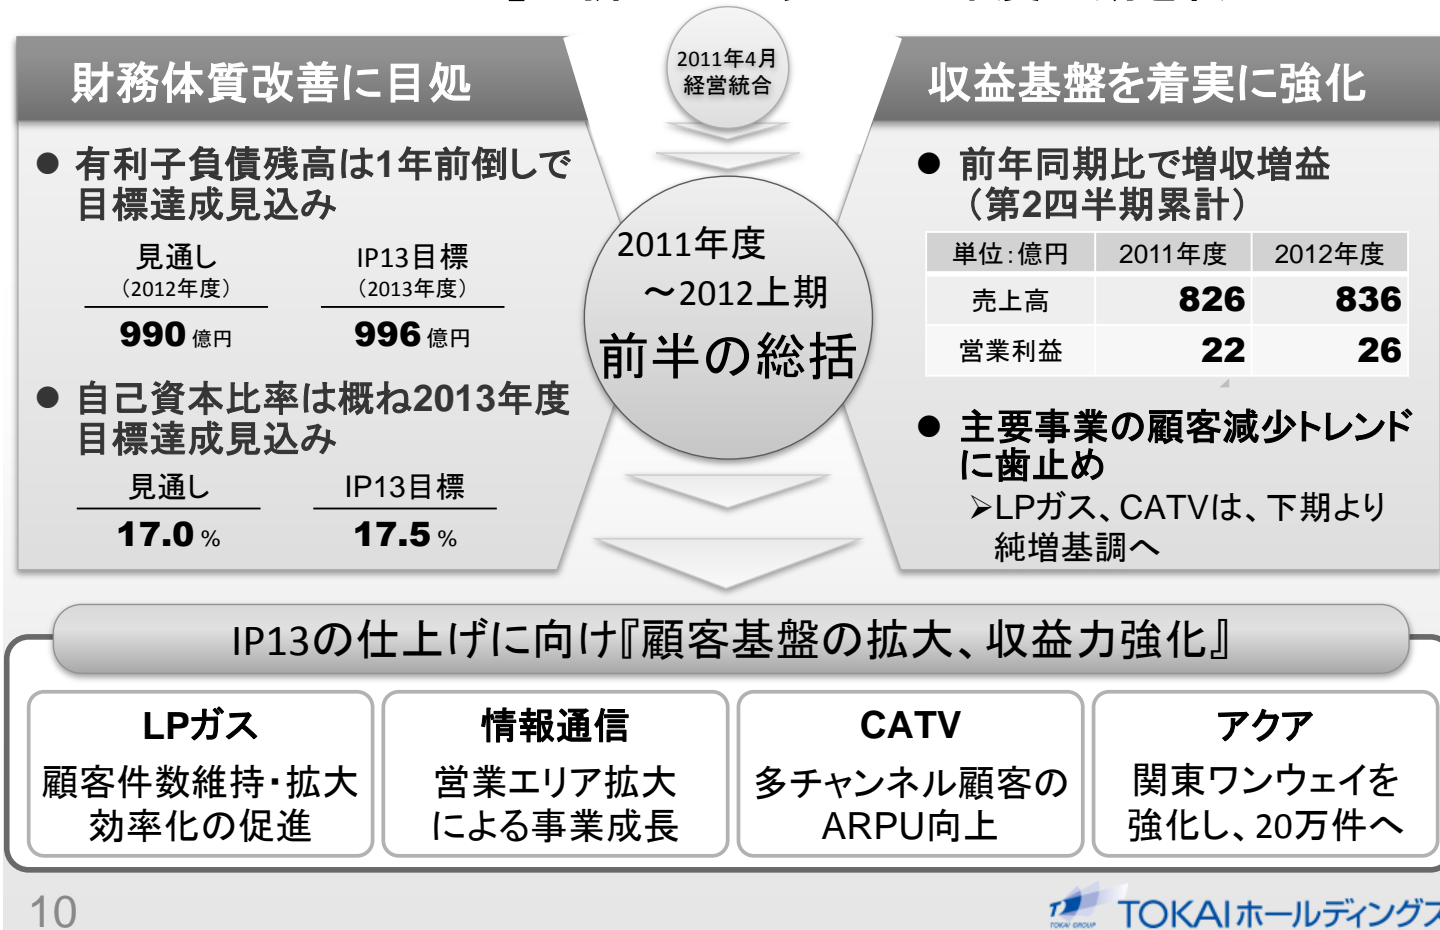 2011年4月
経営統合
財務体質改善に目処
● 有利子負債残高は1年前倒しで
目標達成見込み
見通し IP13目標
（2012年度） （2013年度）
990 億円 996 億円
● 自己資本比率は概ね2013年度
目標達成見込み
見通し IP13目標
17.0 % 17.5 %
2011年度
～2012上期
前半の総括
収益基盤を着実に強化
● 前年同期比で増収増益
（第2四半期累計）
単位：億円 2011年度 2012年度
売上高 826 836
営業利益 22 26
● 主要事業の顧客減少トレンド
に歯止め
➢LPガス、CATVは、下期より
純増基調へ
IP13の仕上げに向け『顧客基盤の拡大、収益力強化』
LPガス
顧客件数維持・拡大
効率化の促進
情報通信
営業エリア拡大
による事業成長
CATV
多チャンネル顧客の
ARPU向上
アクア
関東ワンウェイを
強化し、20万件へ
10
TOKAI GROUP
TOKAIホールディングス